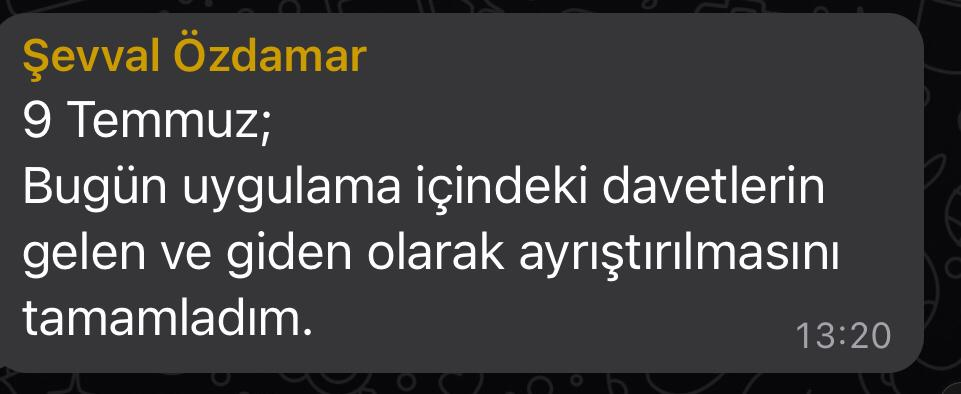 Şevval Özdamar
9 Temmuz;
Bugün uygulama içindeki davetlerin
gelen ve giden olarak ayrıştırılmasını
tamamladım.
13:20